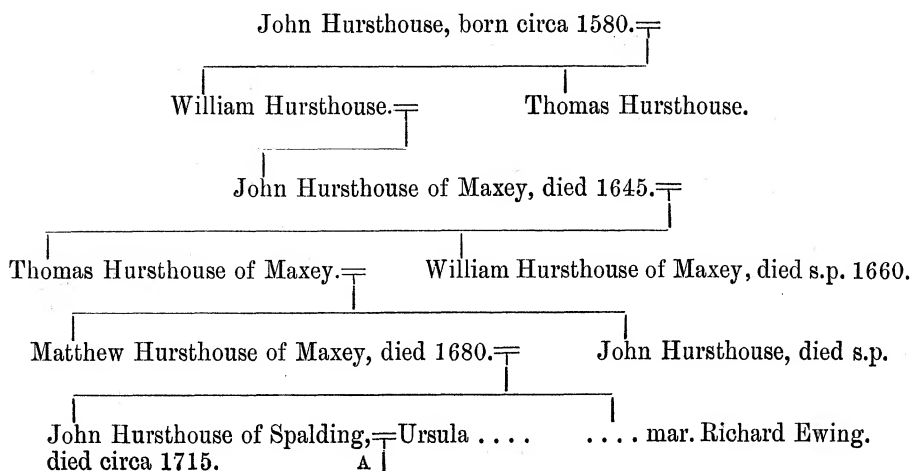 John Hursthouse, born circa 1580.
William Hursthouse. Thomas Hursthouse.
John Hursthouse of Maxey, died 1645.
Thomas Hursthouse of Maxey. William Hursthouse of Maxey, died s.p. 1660.
Matthew Hursthouse of Maxey, died 1680. John Hursthouse, died s.p.
John Hursthouse of Spalding, Ursula .... .... mar. Richard Ewing.
died circa 1715. A